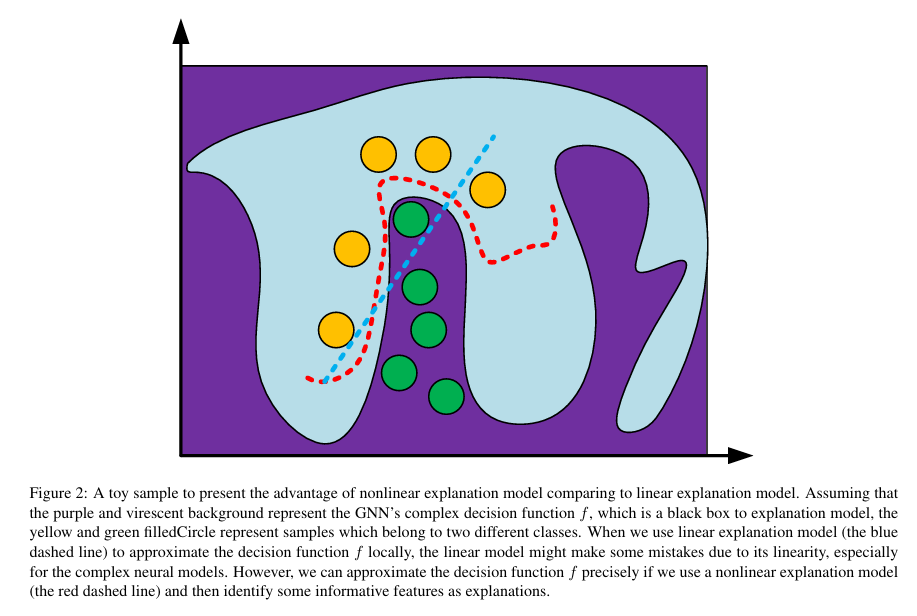 Figure 2: A toy sample to present the advantage of nonlinear explanation model comparing to linear explanation model. Assuming that
the purple and virescent background represent the GNN's complex decision function f, which is a black box to explanation model, the
yellow and green filledCircle represent samples which belong to two different classes. When we use linear explanation model (the blue
dashed line) to approximate the decision function f locally, the linear model might make some mistakes due to its linearity, especially
for the complex neural models. However, we can approximate the decision function f precisely if we use a nonlinear explanation model
(the red dashed line) and then identify some informative features as explanations.